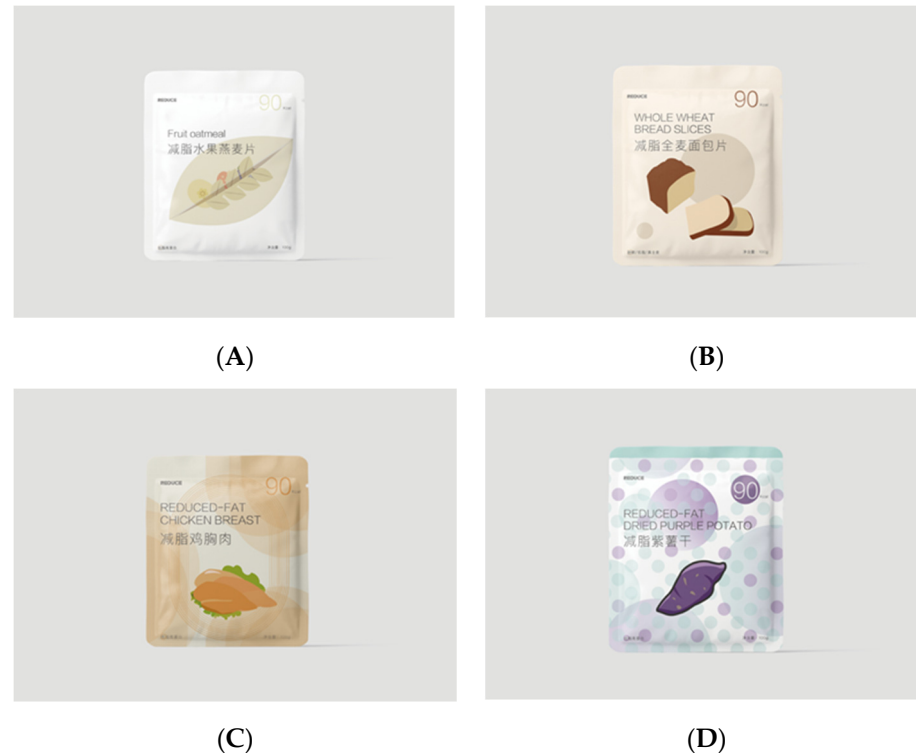 REDUCE
90
Fruit oatmeal
减脂水果燕麦片
(A)
REDUCE
90
WHOLE WHEAT
BREAD SLICES
减脂全麦面包片
(B)
REDUCE
90
REDUCED-FAT
CHICKEN BREAST
减脂鸡胸肉
(C)
REDUCE
90
REDUCED-FAT
DRIED PURPLE POTATO
减脂紫薯干
(D)